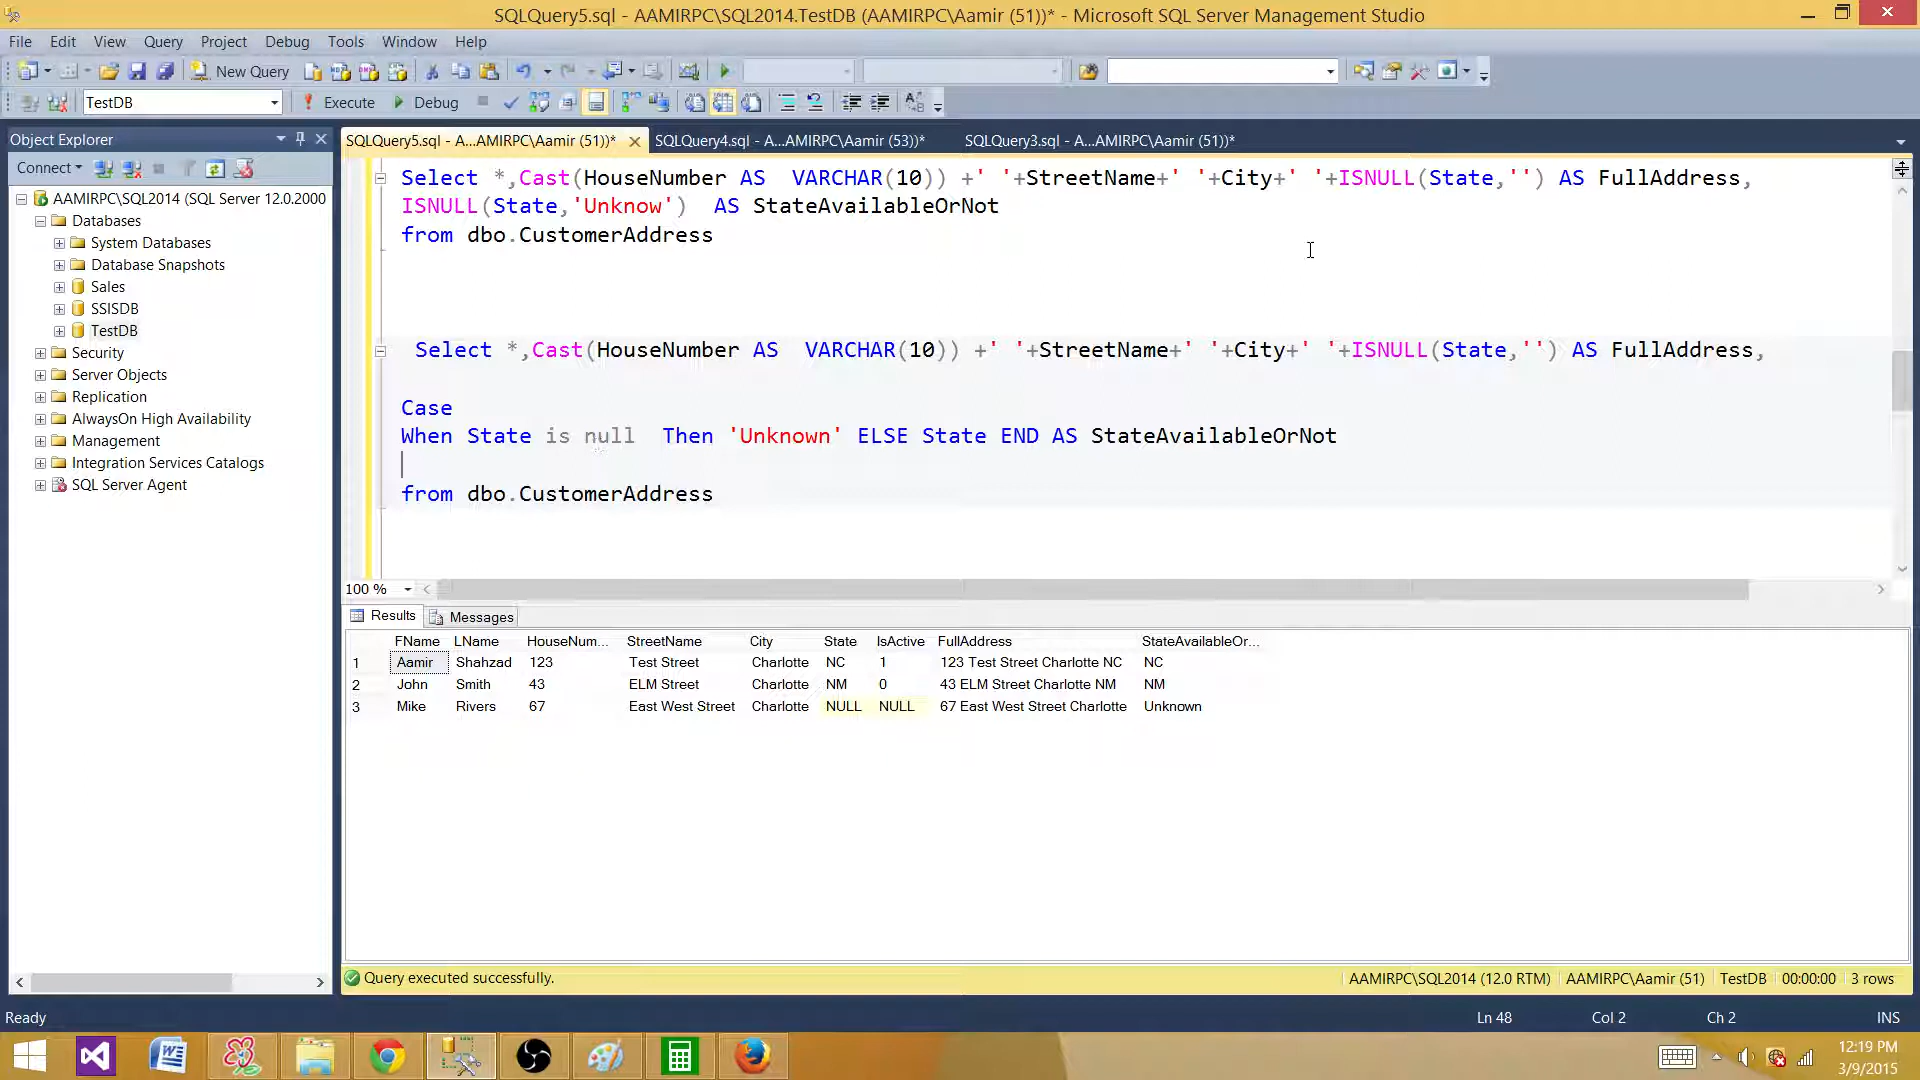 SQLQuery5.sql - AAMIRPC\SQL2014.TestDB (AAMIRPC\Aamir (51))* - Microsoft SQL Server Management Studio
File Edit View Query Project Debug Tools Window Help
New Query
TestDB Execute Debug
Object Explorer
SQLQuery5.sql - A...AMIRPC\Aamir (51))* SQLQuery4.sql - A...AMIRPC\Aamir (53))* SQLQuery3.sql - A...AMIRPC\Aamir (51))*
Connect
AAMIRPC\SQL2014 (SQL Server 12.0.2000
Databases
System Databases
Database Snapshots
Sales
SSISDB
TestDB
Security
Server Objects
Replication
AlwaysOn High Availability
Management
Integration Services Catalogs
SQL Server Agent
Select *,Cast(HouseNumber AS VARCHAR(10)) +' '+StreetName+' '+City+' '+ISNULL(State,'') AS FullAddress,
ISNULL(State,'Unknow') AS StateAvailableOrNot
from dbo.CustomerAddress
Select *,Cast(HouseNumber AS VARCHAR(10)) +' '+StreetName+' '+City+' '+ISNULL(State,'') AS FullAddress,
Case
When State is null Then 'Unknown' ELSE State END AS StateAvailableOrNot
from dbo.CustomerAddress
100 %
Results Messages
FName LName HouseNum... StreetName City State IsActive FullAddress StateAvailableOr...
1 Aamir Shahzad 123 Test Street Charlotte NC 1 123 Test Street Charlotte NC NC
2 John Smith 43 ELM Street Charlotte NM 0 43 ELM Street Charlotte NM NM
3 Mike Rivers 67 East West Street Charlotte NULL NULL 67 East West Street Charlotte Unknown
Query executed successfully. AAMIRPC\SQL2014 (12.0 RTM) AAMIRPC\Aamir (51) TestDB 00:00:00 3 rows
Ready Ln 48 Col 2 Ch 2 INS
12:19 PM
3/9/2015